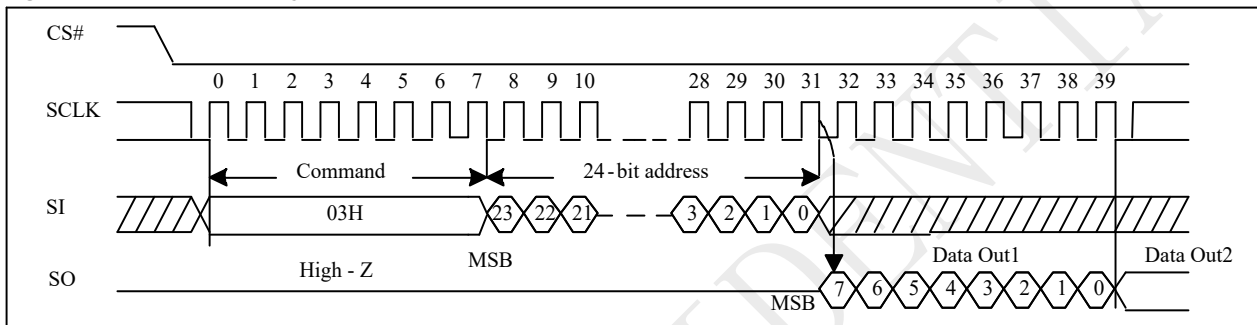 CS#
0 1 2 3 4 5 6 7 8 9 10 28 29 30 31 32 33 34 35 36 37 38 39
SCLK
Command 24-bit address
SI 03H 23 22 21 3 2 1 0
High - Z MSB Data Out1 Data Out2
SO MSB 7 6 5 4 3 2 1 0